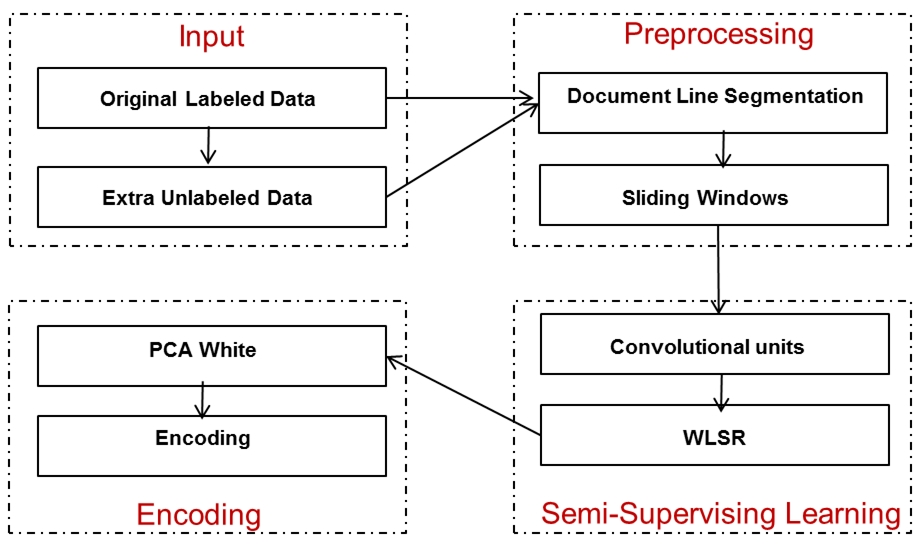 Input
Original Labeled Data
Extra Unlabeled Data
Preprocessing
Document Line Segmentation
Sliding Windows
Convolutional units
WLSR
Semi-Supervising Learning
PCA White
Encoding
Encoding